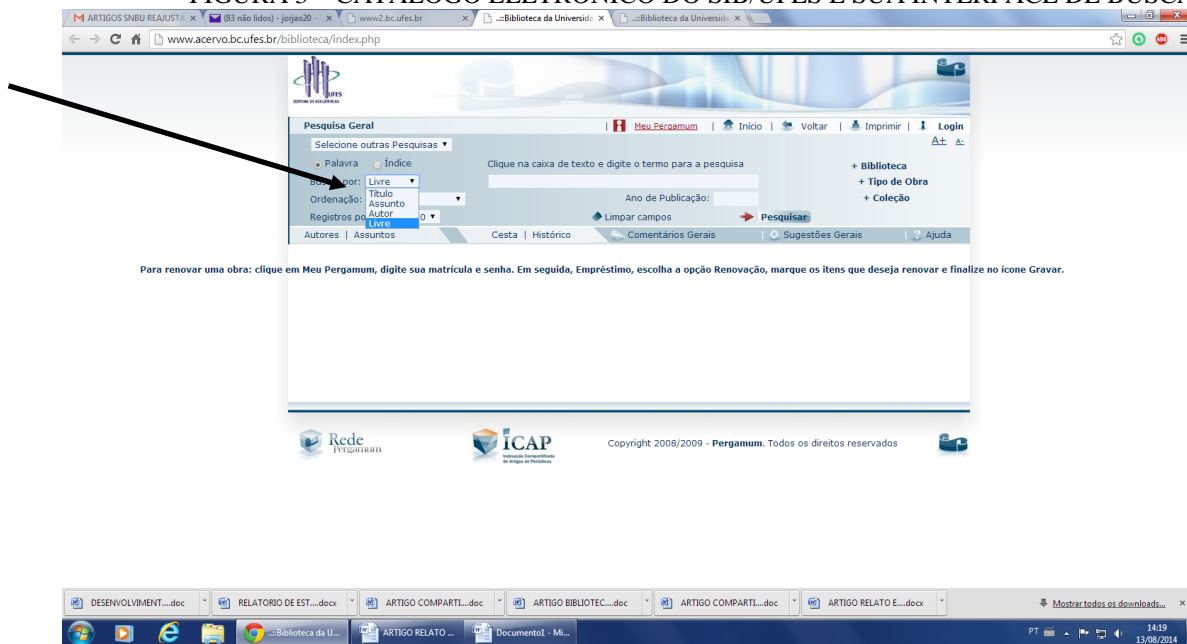 FIGURA 3 – CATÁLOGO ELETRÔNICO DO SIB/UFES E SUA INTERFACE DE BUSCA
ARTIGOS SNBU REAJUSTA
(83 não lidos) - jorjao20 -
www2.bc.ufes.br
..::Biblioteca da Universida
..::Biblioteca da Universida
www.acervo.bc.ufes.br/biblioteca/index.php
UFES
SISTEMA DE BIBLIOTECAS
Pesquisa Geral
| Meu Pergamum | Início | Voltar | Imprimir | Login
Selecione outras Pesquisas
A+ A-
Palavra Índice
Clique na caixa de texto e digite o termo para a pesquisa
+ Biblioteca
por: Livre
+ Tipo de Obra
Ordenação:
Título
Assunto
Autor
Livre
Ano de Publicação:
+ Coleção
Registros po
0
Limpar campos
Pesquisar
Autores | Assuntos
Cesta | Histórico
Comentários Gerais
| Sugestões Gerais
| Ajuda
Para renovar uma obra: clique em Meu Pergamum, digite sua matrícula e senha. Em seguida, Empréstimo, escolha a opção Renovação, marque os itens que deseja renovar e finalize no ícone Gravar.
Rede
Pergamum
ICAP
Indexação Compartilhada
de Artigos de Periódicos
Copyright 2008/2009 - Pergamum. Todos os direitos reservados
DESENVOLVIMENT....doc
RELATORIO DE EST....docx
ARTIGO COMPARTI....doc
ARTIGO BIBLIOTEC....doc
ARTIGO COMPARTI....doc
ARTIGO RELATO E....docx
Mostrar todos os downloads...
..::Biblioteca da U...
ARTIGO RELATO ...
Documento1 - Mi...
PT
14:19
13/08/2014